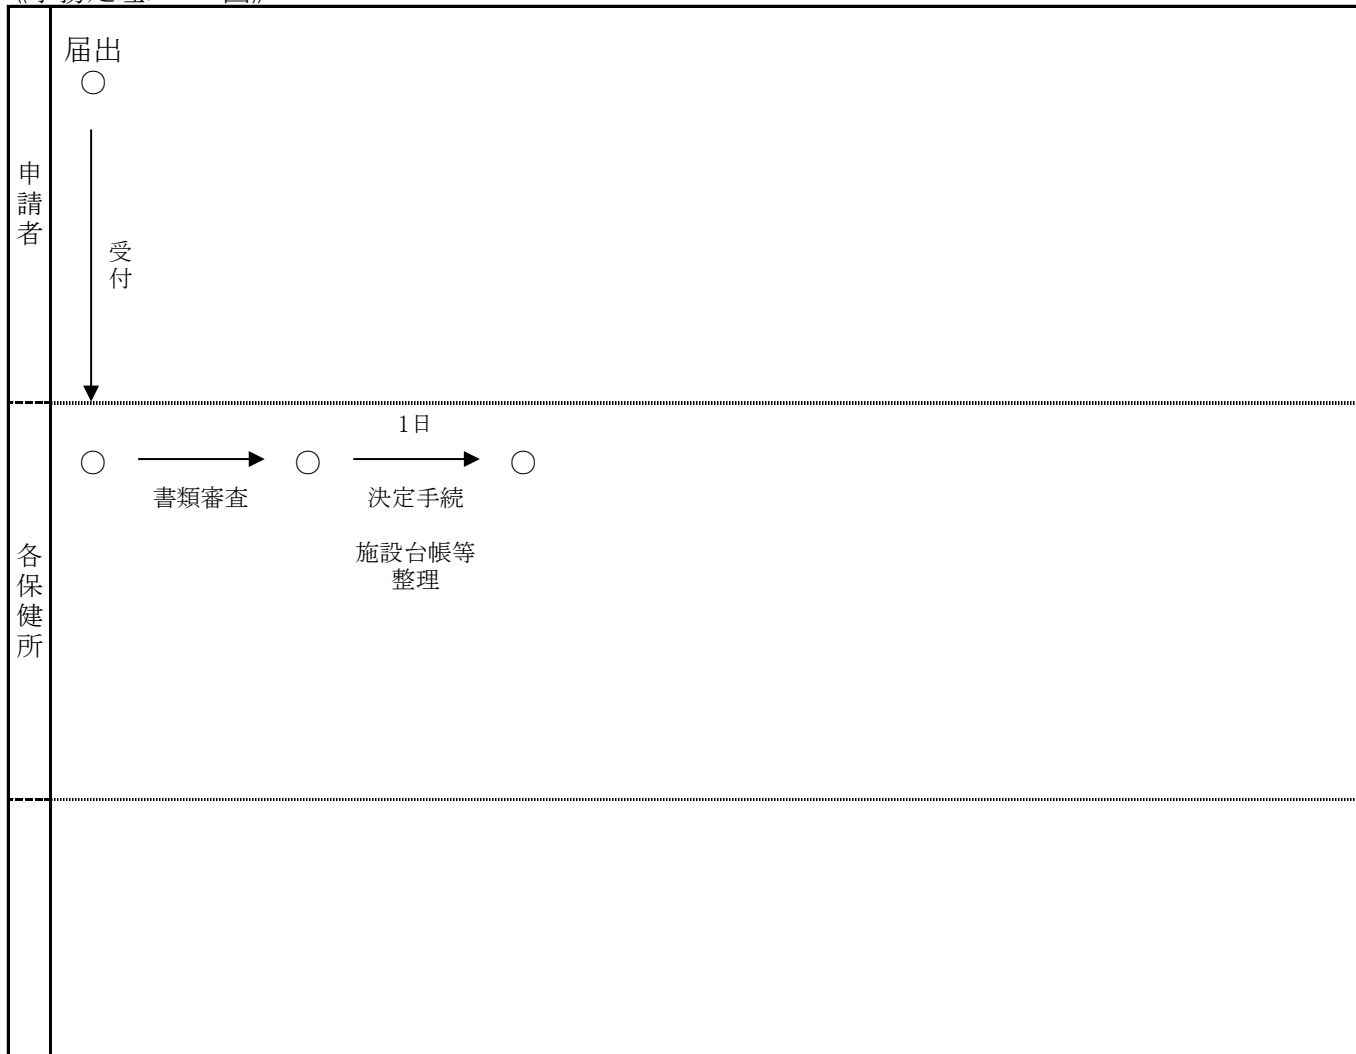 届出
○
申請者
受付
1日
○ ○ ○
書類審査
決定手続
施設台帳等
整理
各保健所